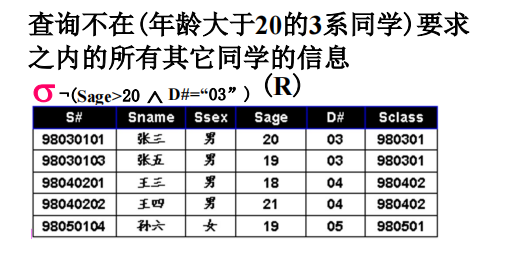 查询不在(年龄大于20的3系同学)要求
之内的所有其它同学的信息
σ¬(Sage>20 ∧ D#=“03”) (R)
S# Sname Ssex Sage D# Sclass
98030101 张三 男 20 03 980301
98030103 张五 男 19 03 980301
98040201 王三 男 18 04 980402
98040202 王四 男 21 04 980402
98050104 孙六 女 19 05 980501